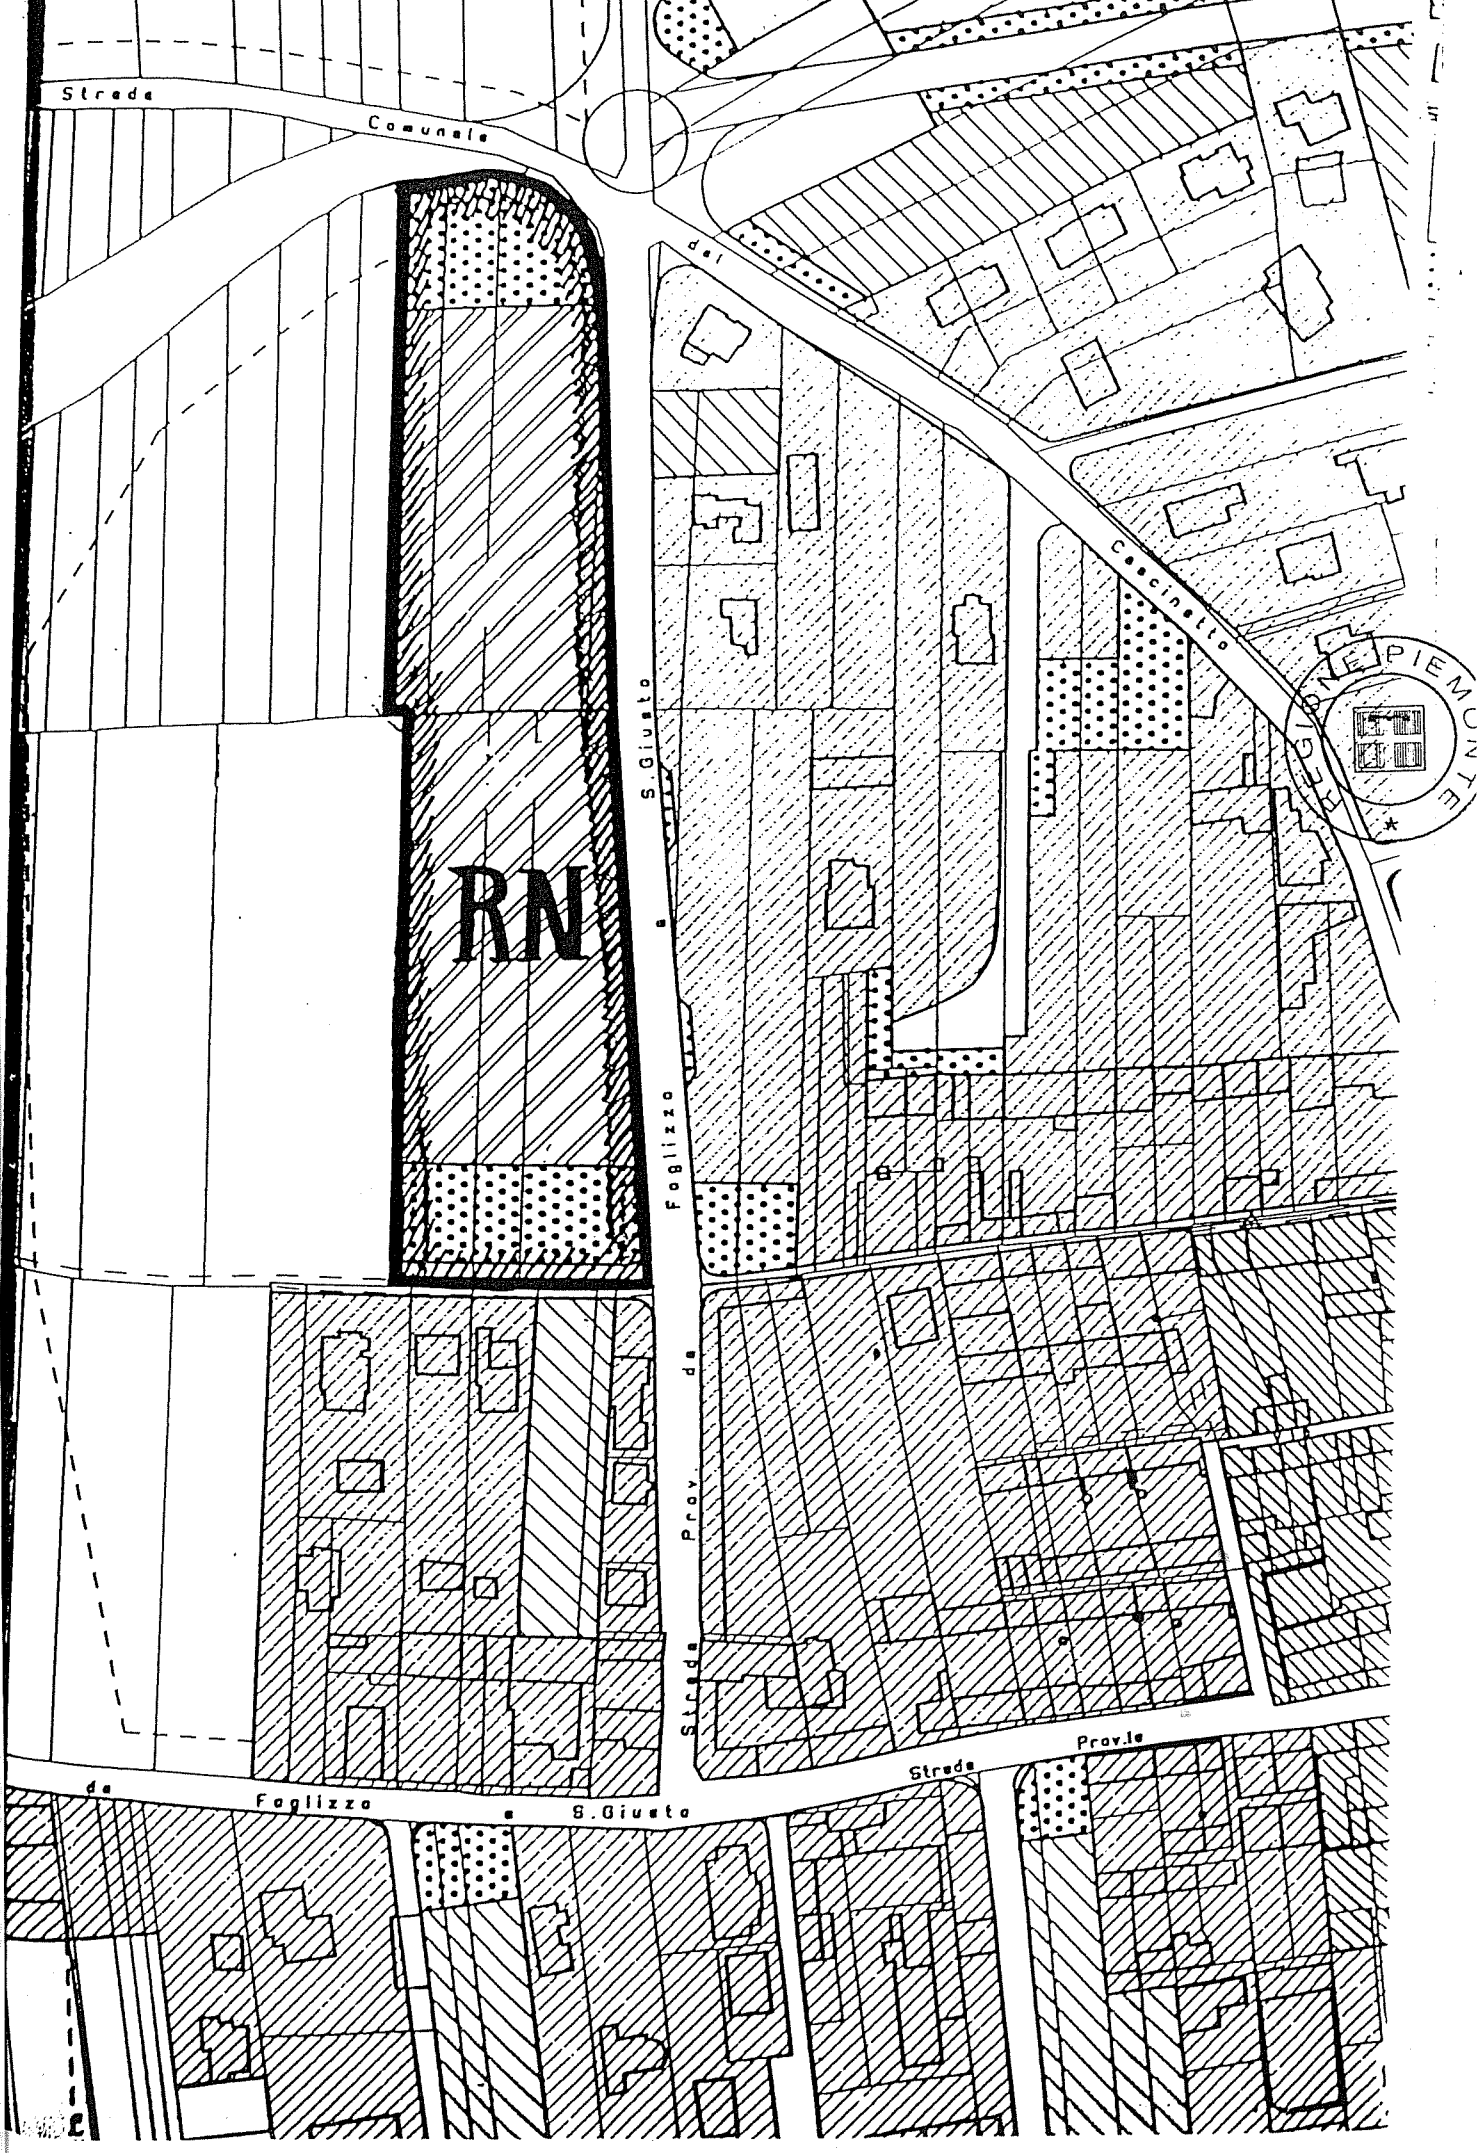 Strada
Comunale
del
Cascinetto
REGIONE PIEMONTE
RN
Strada Prov da Foglizzo a S. Giusto
Strada Prov.le
da Foglizzo a S.Giusto